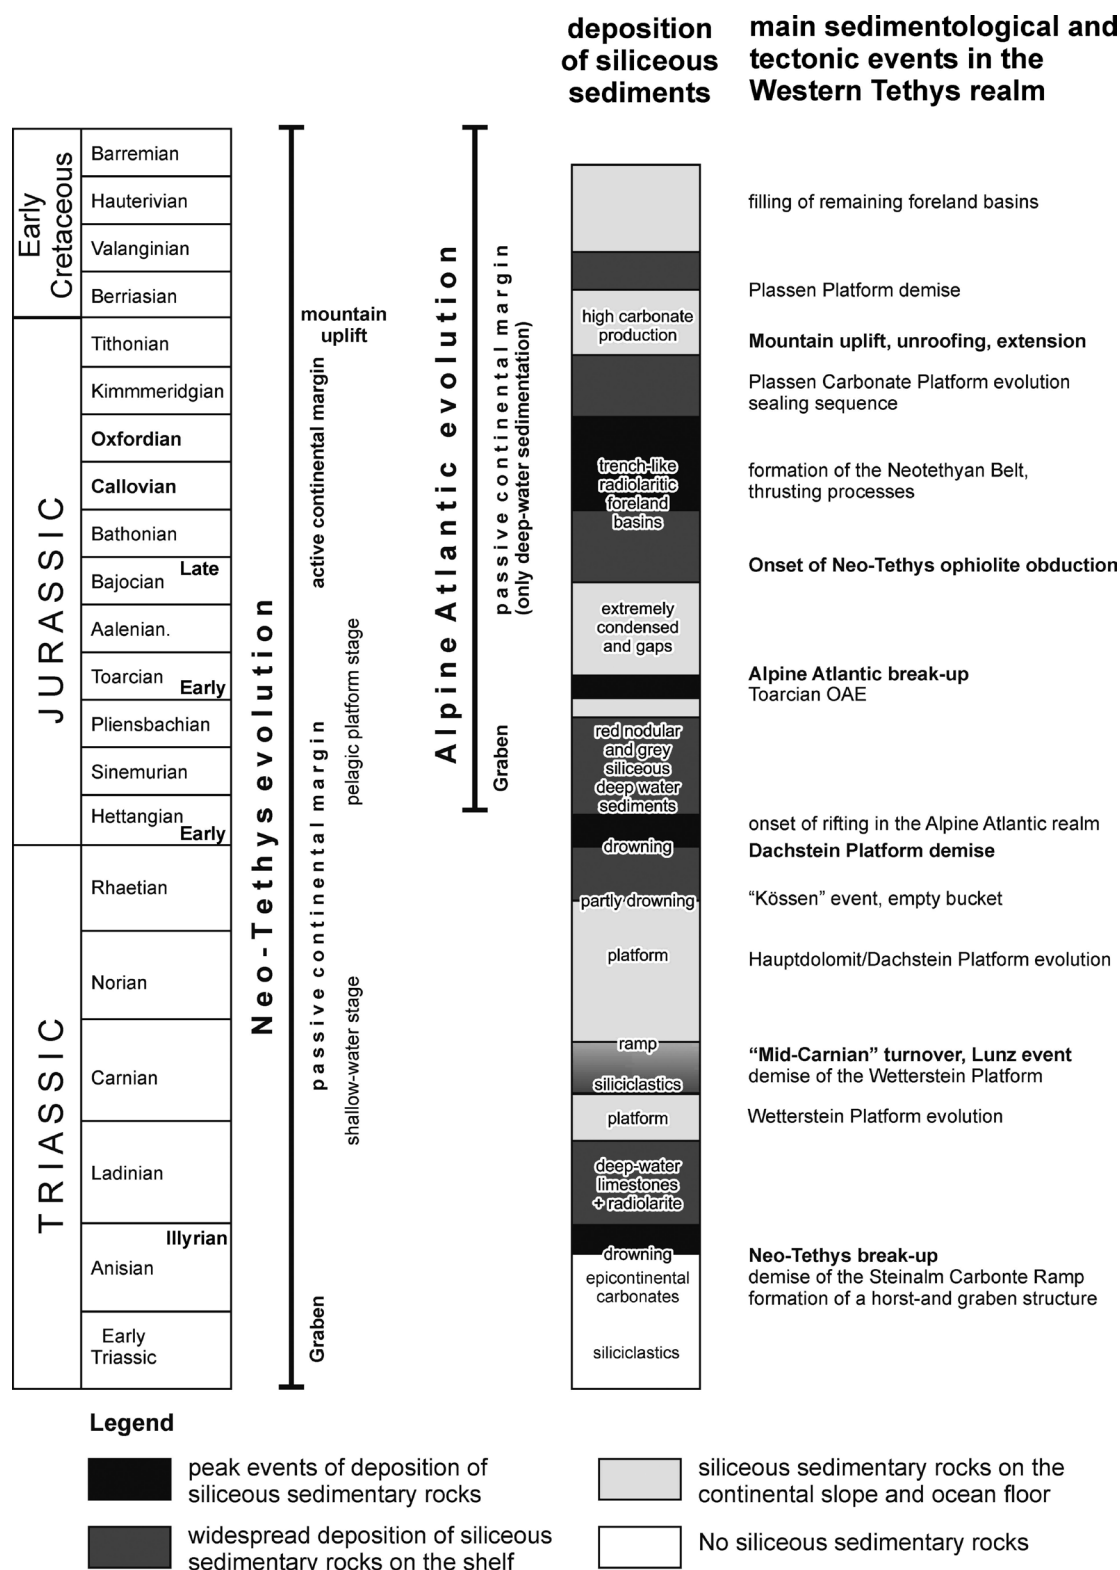 deposition
of siliceous
sediments
main sedimentological and
tectonic events in the
Western Tethys realm
Early
Cretaceous
JURASSIC
TRIASSIC
Barremian
Hauterivian
Valanginian
Berriasian
Tithonian
Kimmmeridgian
Oxfordian
Callovian
Bathonian
Late
Bajocian
Aalenian.
Toarcian
Early
Pliensbachian
Sinemurian
Hettangian
Early
Rhaetian
Norian
Carnian
Ladinian
Illyrian
Anisian
Early
Triassic
Neo-Tethys evolution
mountain
uplift
active continental margin
passive continental margin
pelagic platform stage
shallow-water stage
Graben
Alpine Atlantic evolution
passive continental margin
(only deep-water sedimentation)
Graben
high carbonate
production
trench-like
radiolaritic
foreland
basins
extremely
condensed
and gaps
red nodular
and grey
siliceous
deep water
sediments
drowning
partly drowning
platform
ramp
siliciclastics
platform
deep-water
limestones
+ radiolarite
drowning
epicontinental
carbonates
siliciclastics
filling of remaining foreland basins
Plassen Platform demise
Mountain uplift, unroofing, extension
Plassen Carbonate Platform evolution
sealing sequence
formation of the Neotethyan Belt,
thrusting processes
Onset of Neo-Tethys ophiolite obduction
Alpine Atlantic break-up
Toarcian OAE
onset of rifting in the Alpine Atlantic realm
Dachstein Platform demise
“Kössen” event, empty bucket
Hauptdolomit/Dachstein Platform evolution
“Mid-Carnian” turnover, Lunz event
demise of the Wetterstein Platform
Wetterstein Platform evolution
Neo-Tethys break-up
demise of the Steinalm Carbonte Ramp
formation of a horst-and graben structure
Legend
peak events of deposition of
siliceous sedimentary rocks
widespread deposition of siliceous
sedimentary rocks on the shelf
siliceous sedimentary rocks on the
continental slope and ocean floor
No siliceous sedimentary rocks